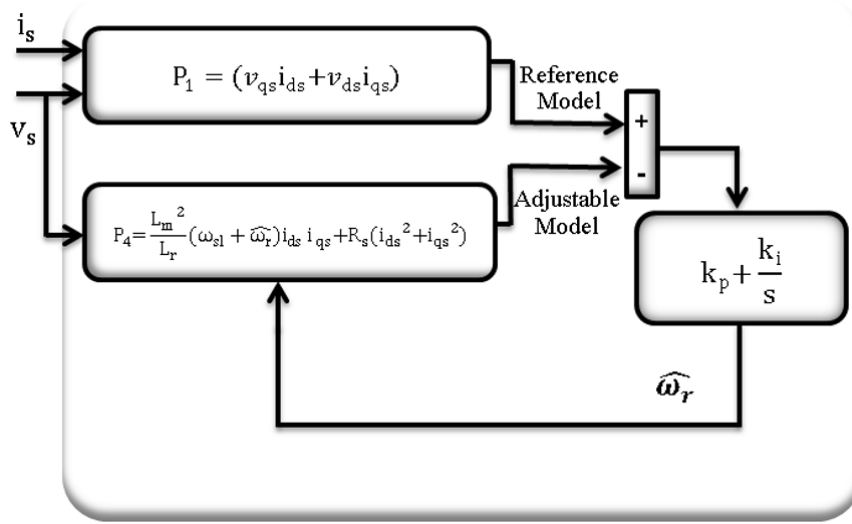 i_s
P_1 = (v_qs i_ds + v_ds i_qs)
Reference
Model
+
v_s
-
P_4 = L_m^2/L_r (ω_sl + ω̂_r) i_ds i_qs + R_s (i_ds^2 + i_qs^2)
Adjustable
Model
k_p + k_i/s
ω̂_r